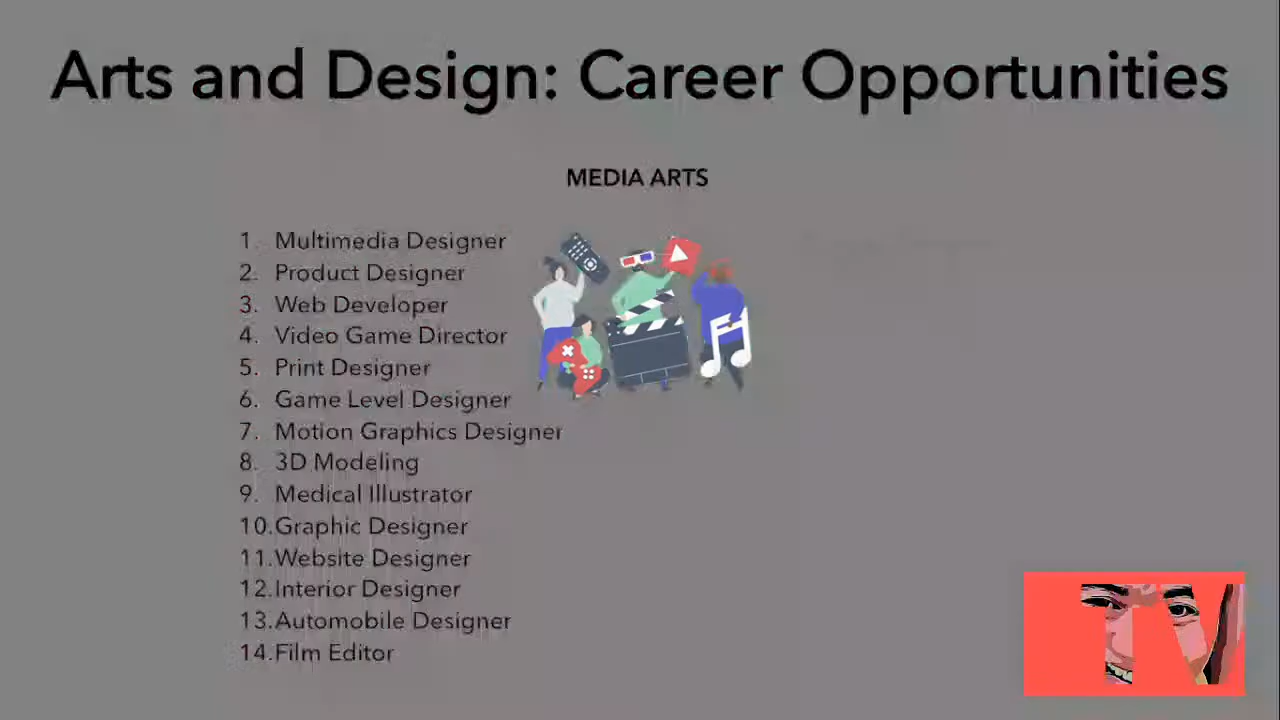 Arts and Design: Career Opportunities
MEDIA ARTS
1. Multimedia Designer
2. Product Designer
3. Web Developer
4. Video Game Director
5. Print Designer
6. Game Level Designer
7. Motion Graphics Designer
8. 3D Modeling
9. Medical Illustrator
10.Graphic Designer
11.Website Designer
12.Interior Designer
13.Automobile Designer
14.Film Editor
TV